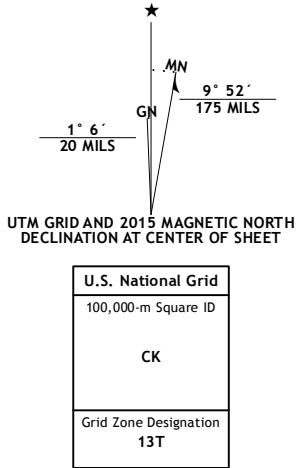 ★
MN
GN
9° 52´
175 MILS
1° 6´
20 MILS
UTM GRID AND 2015 MAGNETIC NORTH
DECLINATION AT CENTER OF SHEET
U.S. National Grid
100,000-m Square ID
CK
Grid Zone Designation
13T